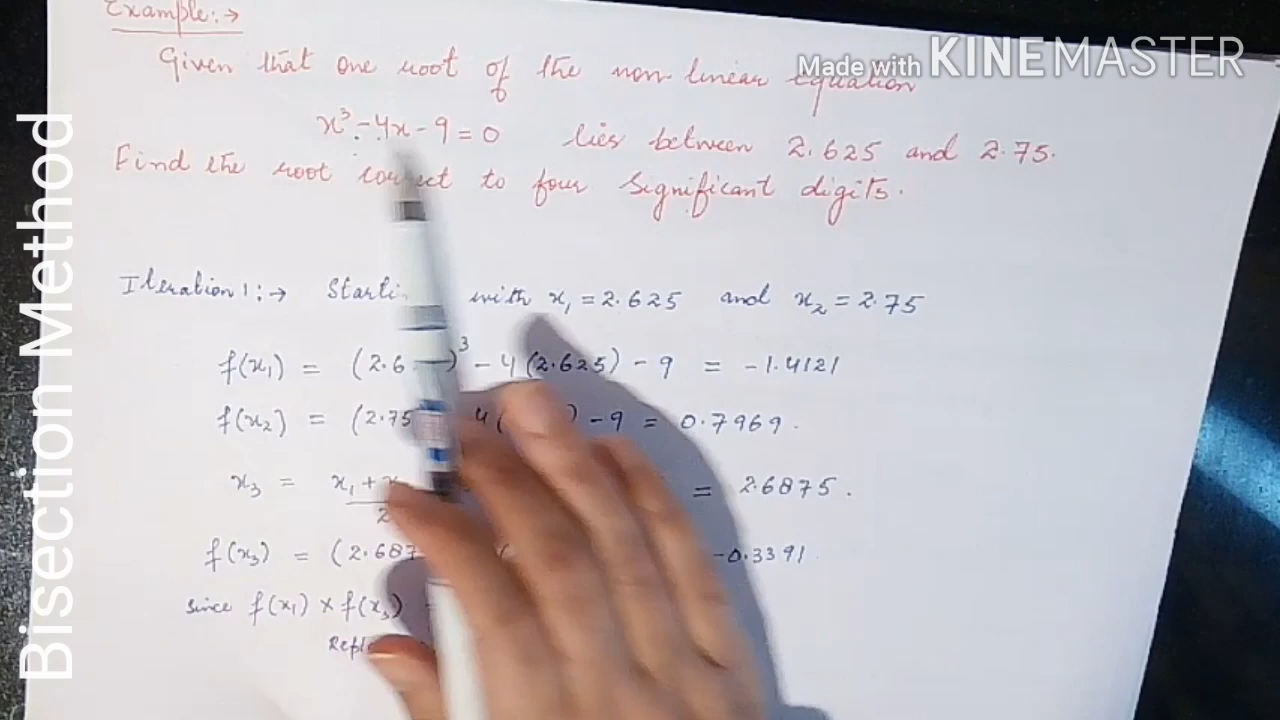 Example:→
Made with KINEMASTER
Given that one root of the non linear equation
x³ - 4x - 9 = 0 lies between 2.625 and 2.75.
Find the root correct to four significant digits.
Iteration 1:→ Starti with x₁ = 2.625 and x₂ = 2.75
f(x₁) = (2.6 )³ - 4(2.625) - 9 = -1.4121
f(x₂) = (2.75 4( ) - 9 = 0.7969.
x₃ = x₁ + x / 2 = 2.6875.
f(x₃) = (2.687 -0.3391
Since f(x₁) × f(x₃)
Bisection Method